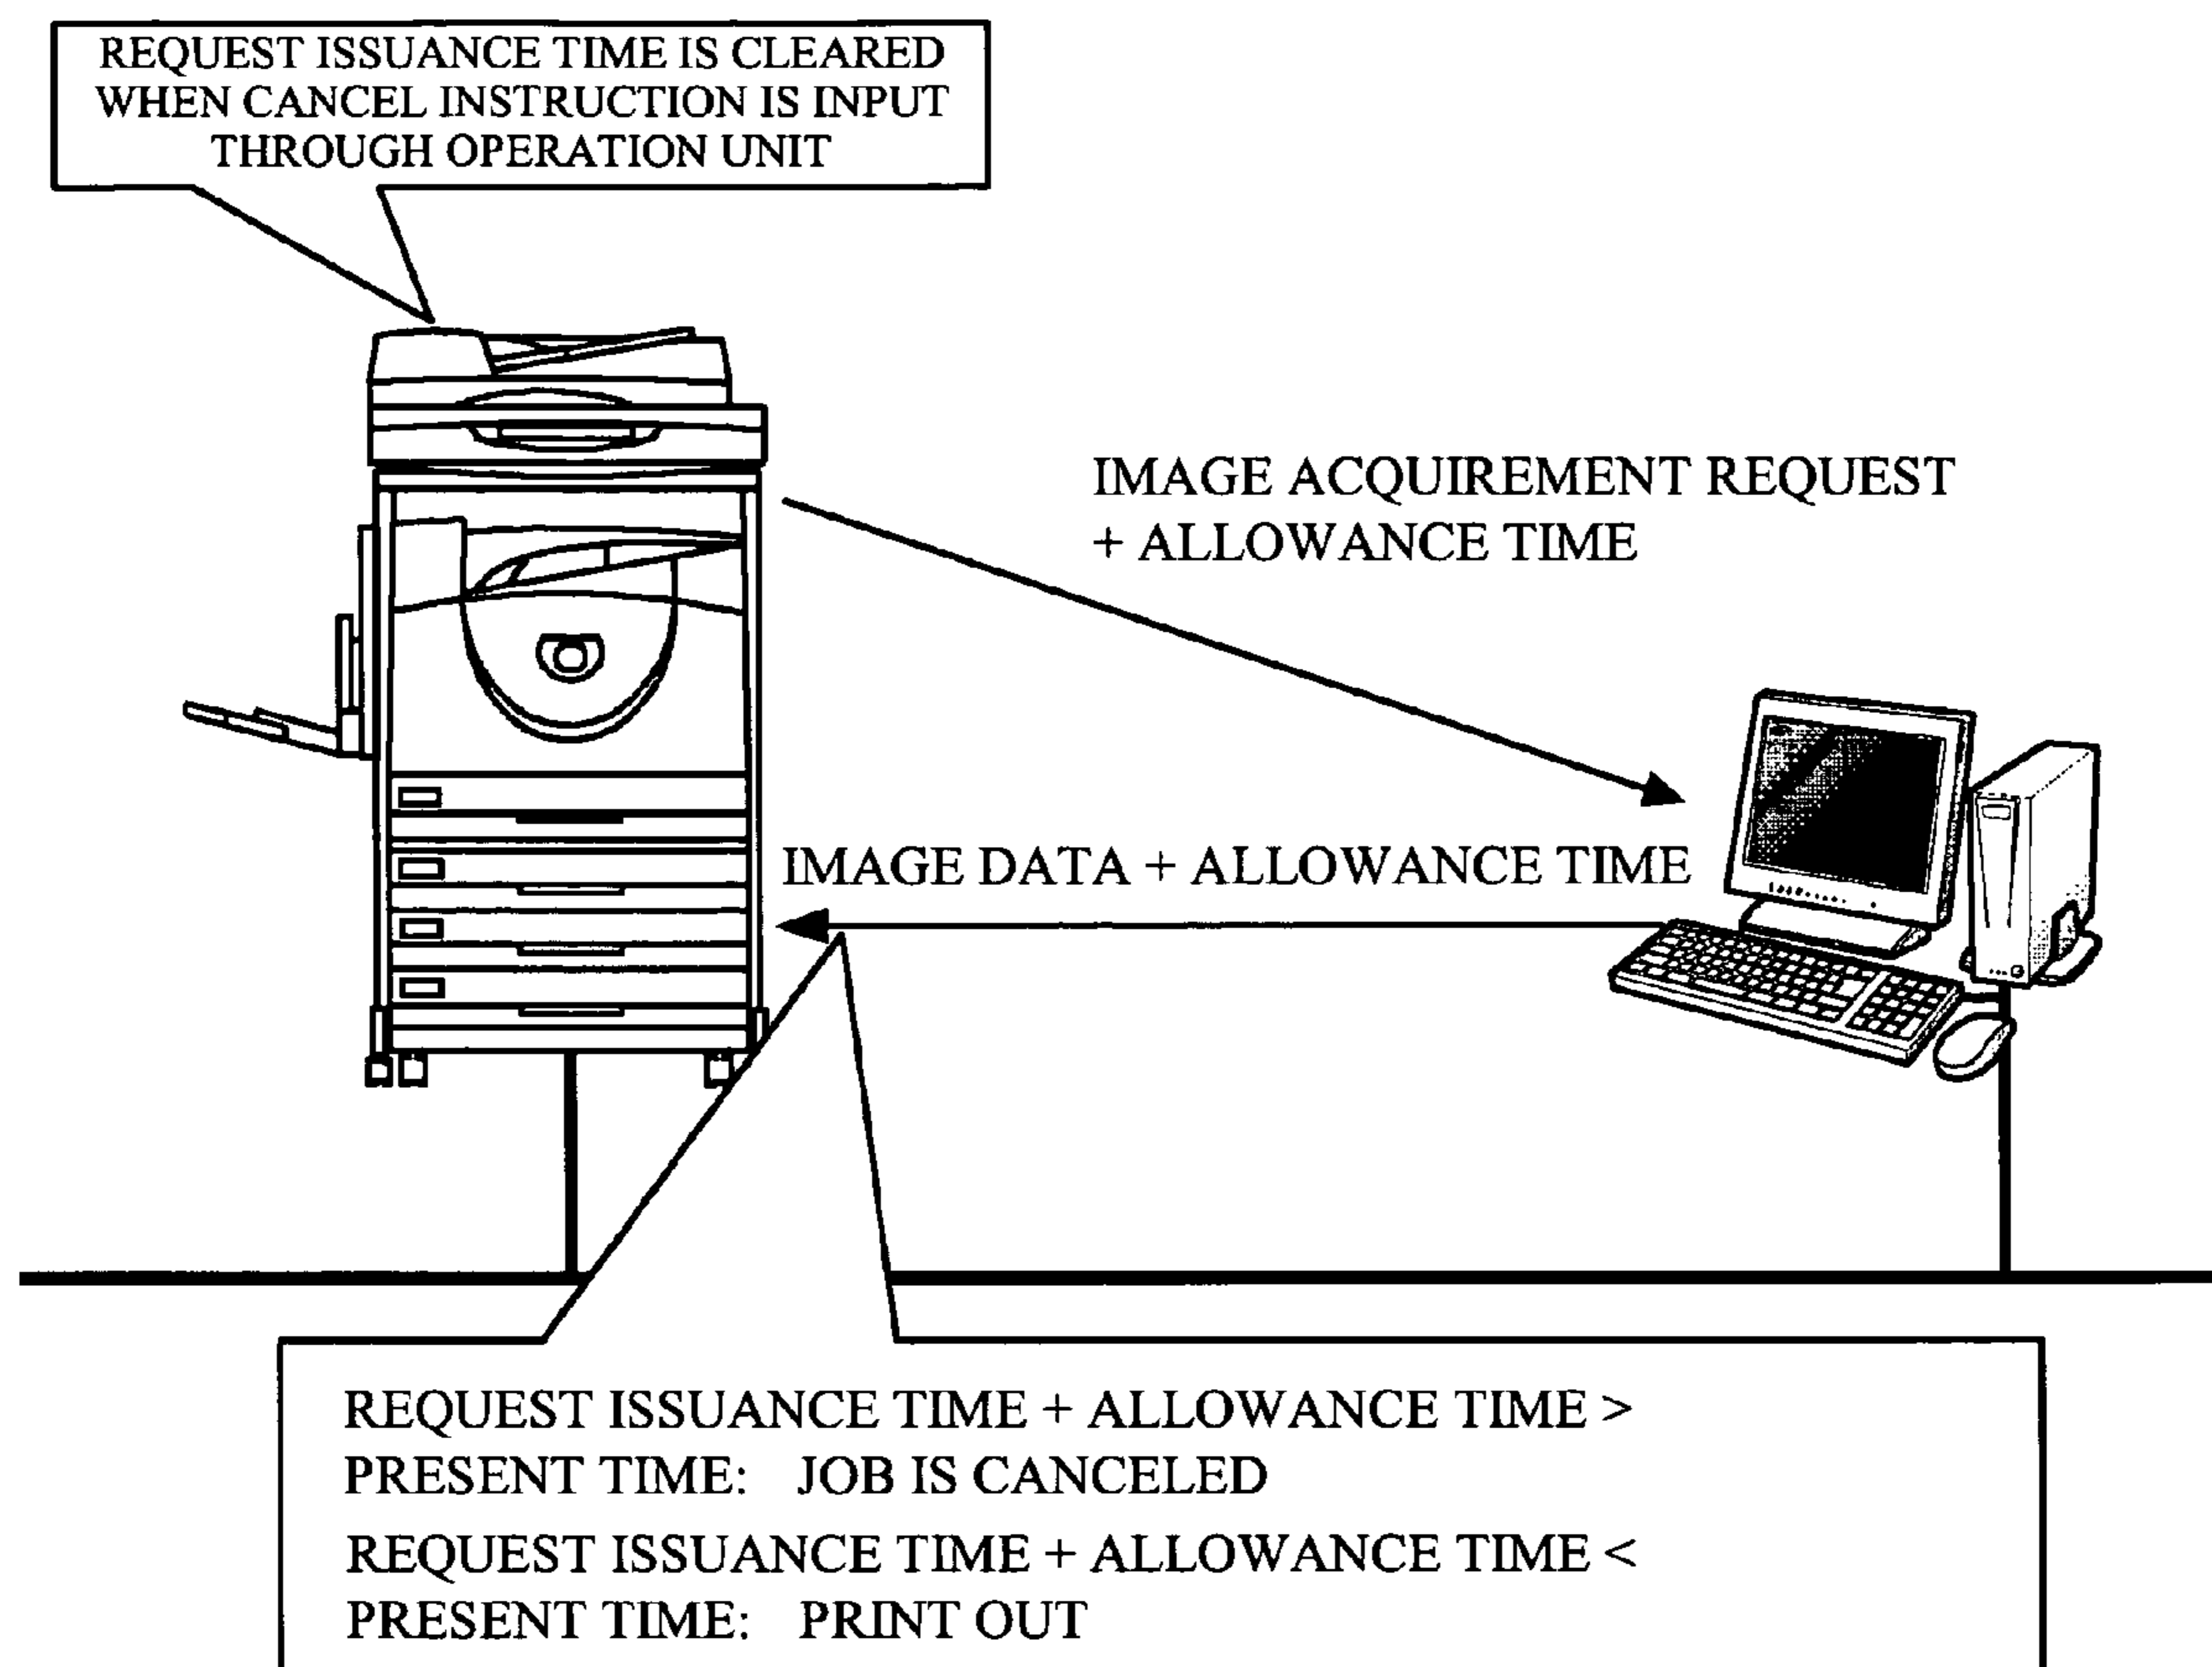 REQUEST ISSUANCE TIME IS CLEARED
WHEN CANCEL INSTRUCTION IS INPUT
THROUGH OPERATION UNIT
IMAGE ACQUIREMENT REQUEST
+ ALLOWANCE TIME
IMAGE DATA + ALLOWANCE TIME
REQUEST ISSUANCE TIME + ALLOWANCE TIME >
PRESENT TIME: JOB IS CANCELED
REQUEST ISSUANCE TIME + ALLOWANCE TIME <
PRESENT TIME: PRINT OUT